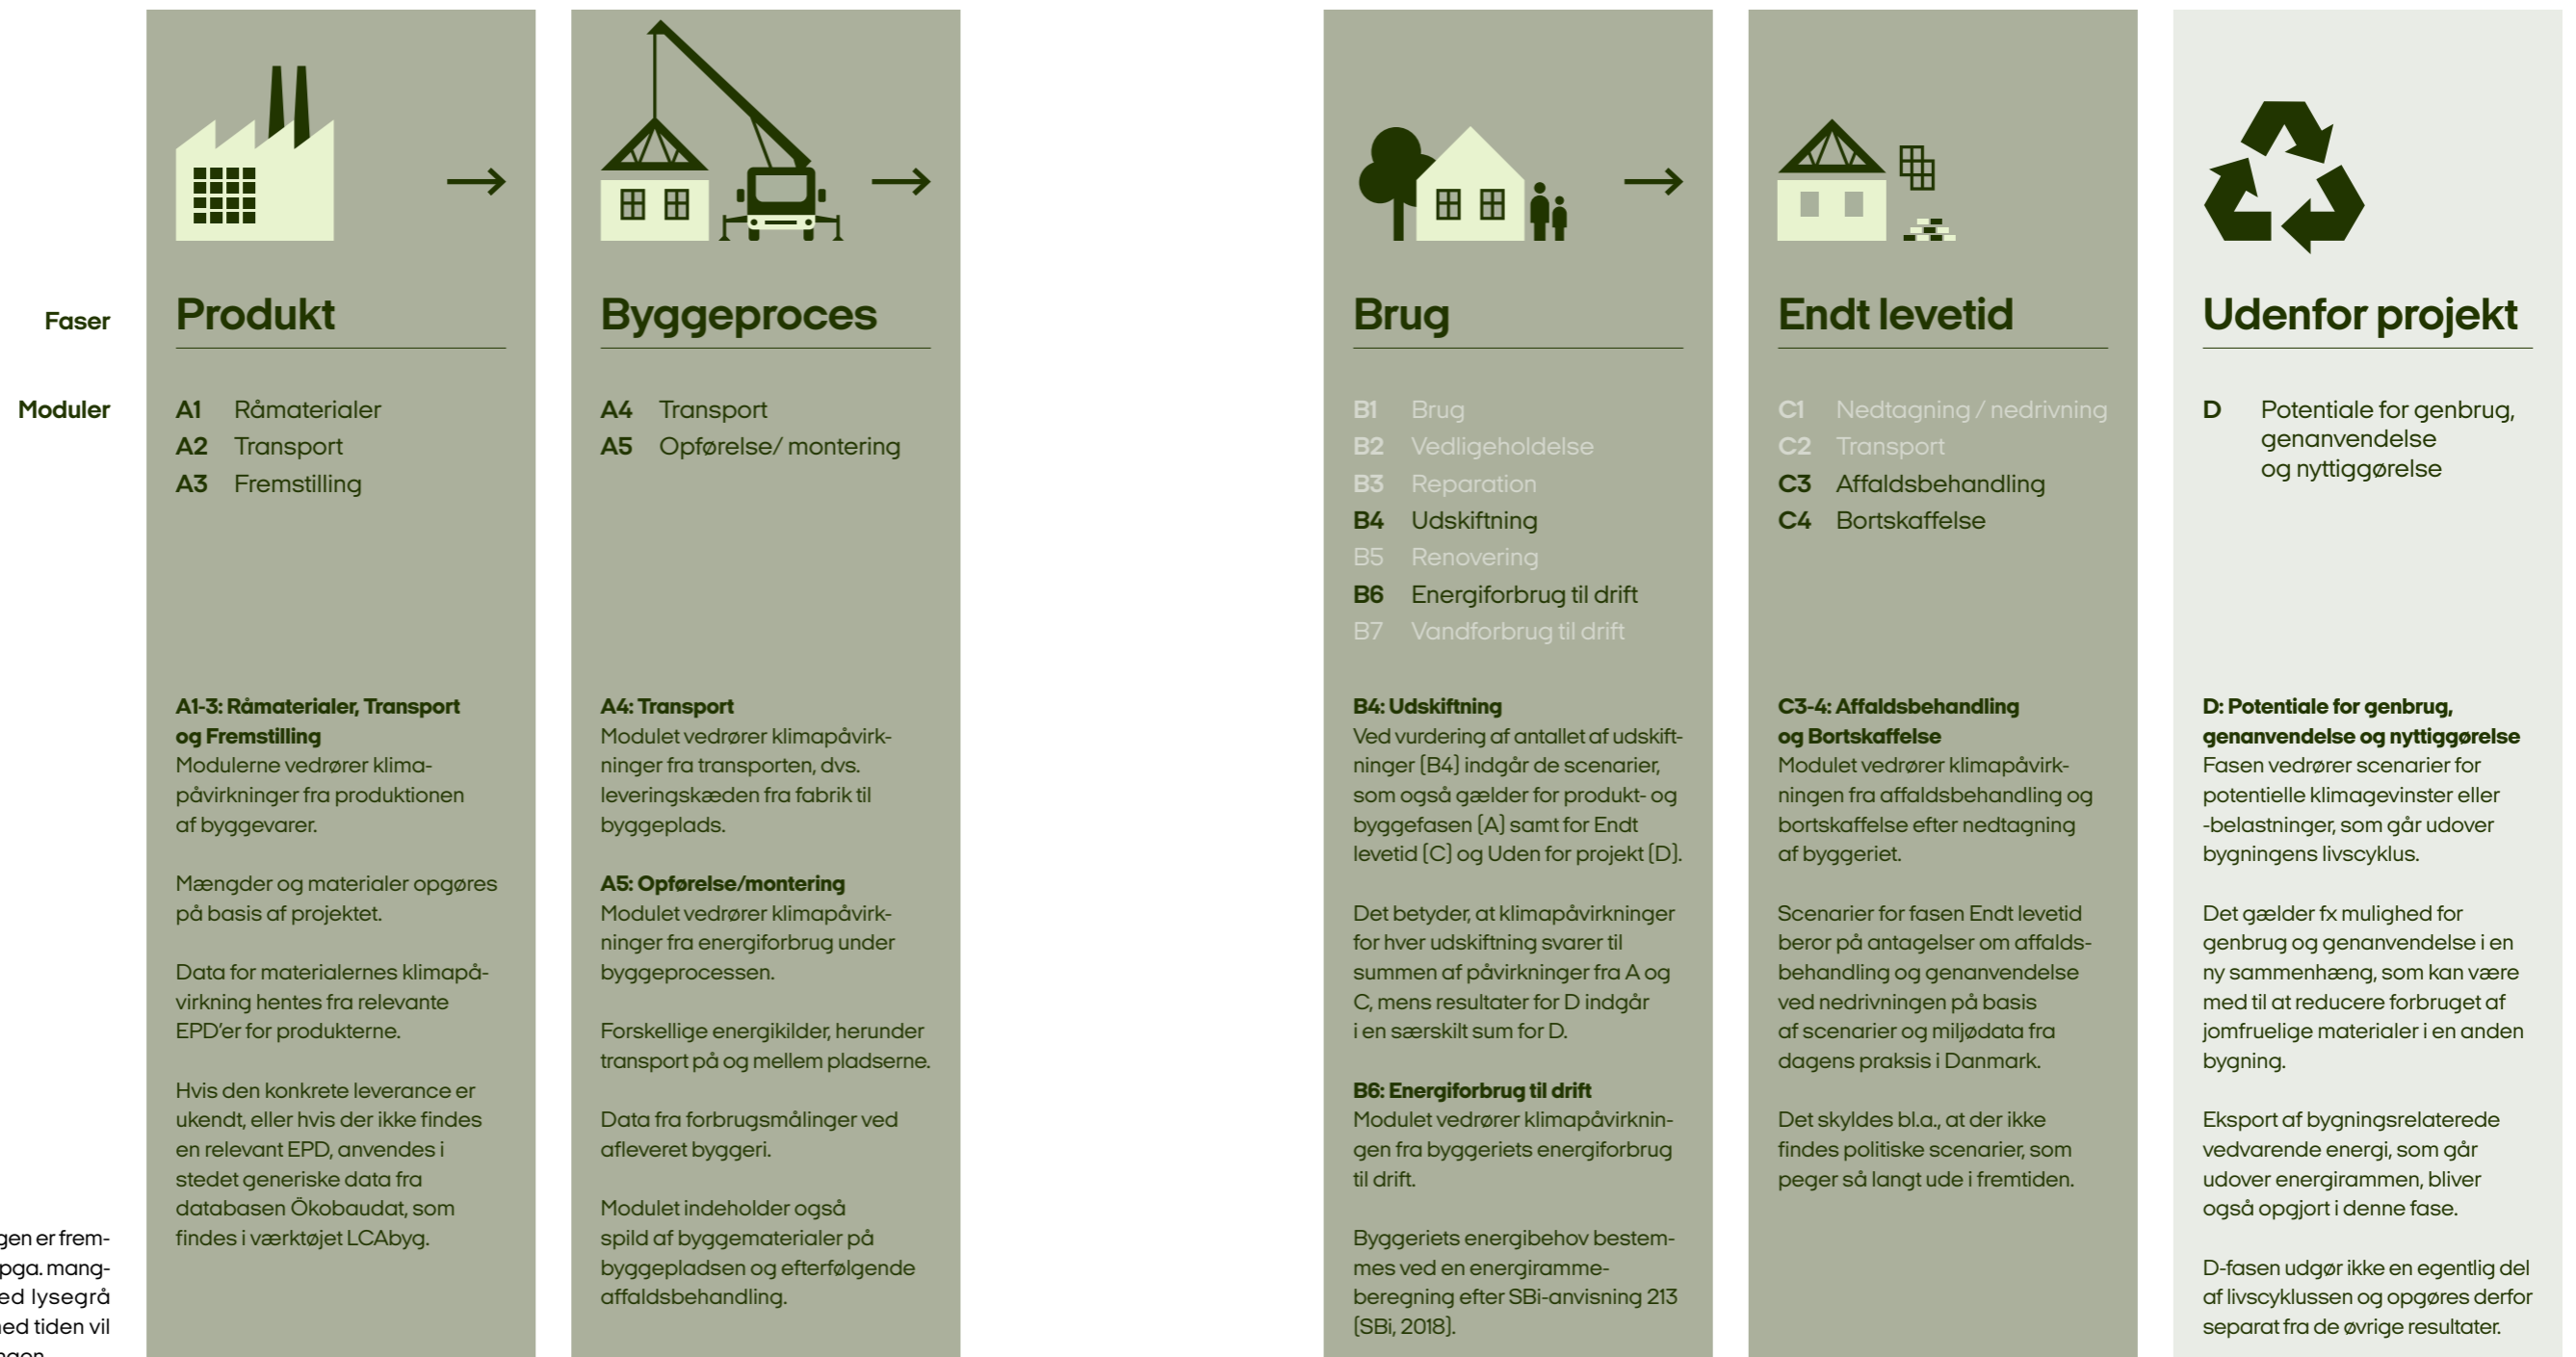 Faser
Moduler
Produkt
A1 Råmaterialer
A2 Transport
A3 Fremstilling
A1-3: Råmaterialer, Transport
og Fremstilling
Modulerne vedrører klima-
påvirkninger fra produktionen
af byggevarer.
Mængder og materialer opgøres
på basis af projektet.
Data for materialernes klimapå-
virkning hentes fra relevante
EPD'er for produkterne.
Hvis den konkrete leverance er
ukendt, eller hvis der ikke findes
en relevant EPD, anvendes i
stedet generiske data fra
databasen Ökobaudat, som
findes i værktøjet LCAbyg.
Byggeproces
A4 Transport
A5 Opførelse/ montering
A4: Transport
Modulet vedrører klimapåvirk-
ninger fra transporten, dvs.
leveringskæden fra fabrik til
byggeplads.
A5: Opførelse/montering
Modulet vedrører klimapåvirk-
ninger fra energiforbrug under
byggeprocessen.
Forskellige energikilder, herunder
transport på og mellem pladserne.
Data fra forbrugsmålinger ved
afleveret byggeri.
Modulet indeholder også
spild af byggematerialer på
byggepladsen og efterfølgende
affaldsbehandling.
Brug
B1 Brug
B2 Vedligeholdelse
B3 Reparation
B4 Udskiftning
B5 Renovering
B6 Energiforbrug til drift
B7 Vandforbrug til drift
B4: Udskiftning
Ved vurdering af antallet af udskift-
ninger (B4) indgår de scenarier,
som også gælder for produkt- og
byggefasen (A) samt for Endt
levetid (C) og Uden for projekt (D).
Det betyder, at klimapåvirkninger
for hver udskiftning svarer til
summen af påvirkninger fra A og
C, mens resultater for D indgår
i en særskilt sum for D.
B6: Energiforbrug til drift
Modulet vedrører klimapåvirknin-
gen fra byggeriets energiforbrug
til drift.
Byggeriets energibehov bestem-
mes ved en energiramme-
beregning efter SBi-anvisning 213
(SBi, 2018).
Endt levetid
C1 Nedtagning / nedrivning
C2 Transport
C3 Affaldsbehandling
C4 Bortskaffelse
C3-4: Affaldsbehandling
og Bortskaffelse
Modulet vedrører klimapåvirk-
ningen fra affaldsbehandling og
bortskaffelse efter nedtagning
af byggeriet.
Scenarier for fasen Endt levetid
beror på antagelser om affalds-
behandling og genanvendelse
ved nedrivningen på basis
af scenarier og miljødata fra
dagens praksis i Danmark.
Det skyldes bl.a., at der ikke
findes politiske scenarier, som
peger så langt ude i fremtiden.
Udenfor projekt
D Potentiale for genbrug,
genanvendelse
og nyttiggørelse
D: Potentiale for genbrug,
genanvendelse og nyttiggørelse
Fasen vedrører scenarier for
potentielle klimagevinster eller
-belastninger, som går udover
bygningens livscyklus.
Det gælder fx mulighed for
genbrug og genanvendelse i en
ny sammenhæng, som kan være
med til at reducere forbruget af
jomfruelige materialer i en anden
bygning.
Eksport af bygningsrelaterede
vedvarende energi, som går
udover energirammen, bliver
også opgjort i denne fase.
D-fasen udgør ikke en egentlig del
af livscyklussen og opgøres derfor
separat fra de øvrige resultater.
er frem-
pga. mang-
lysegrå
tiden vil